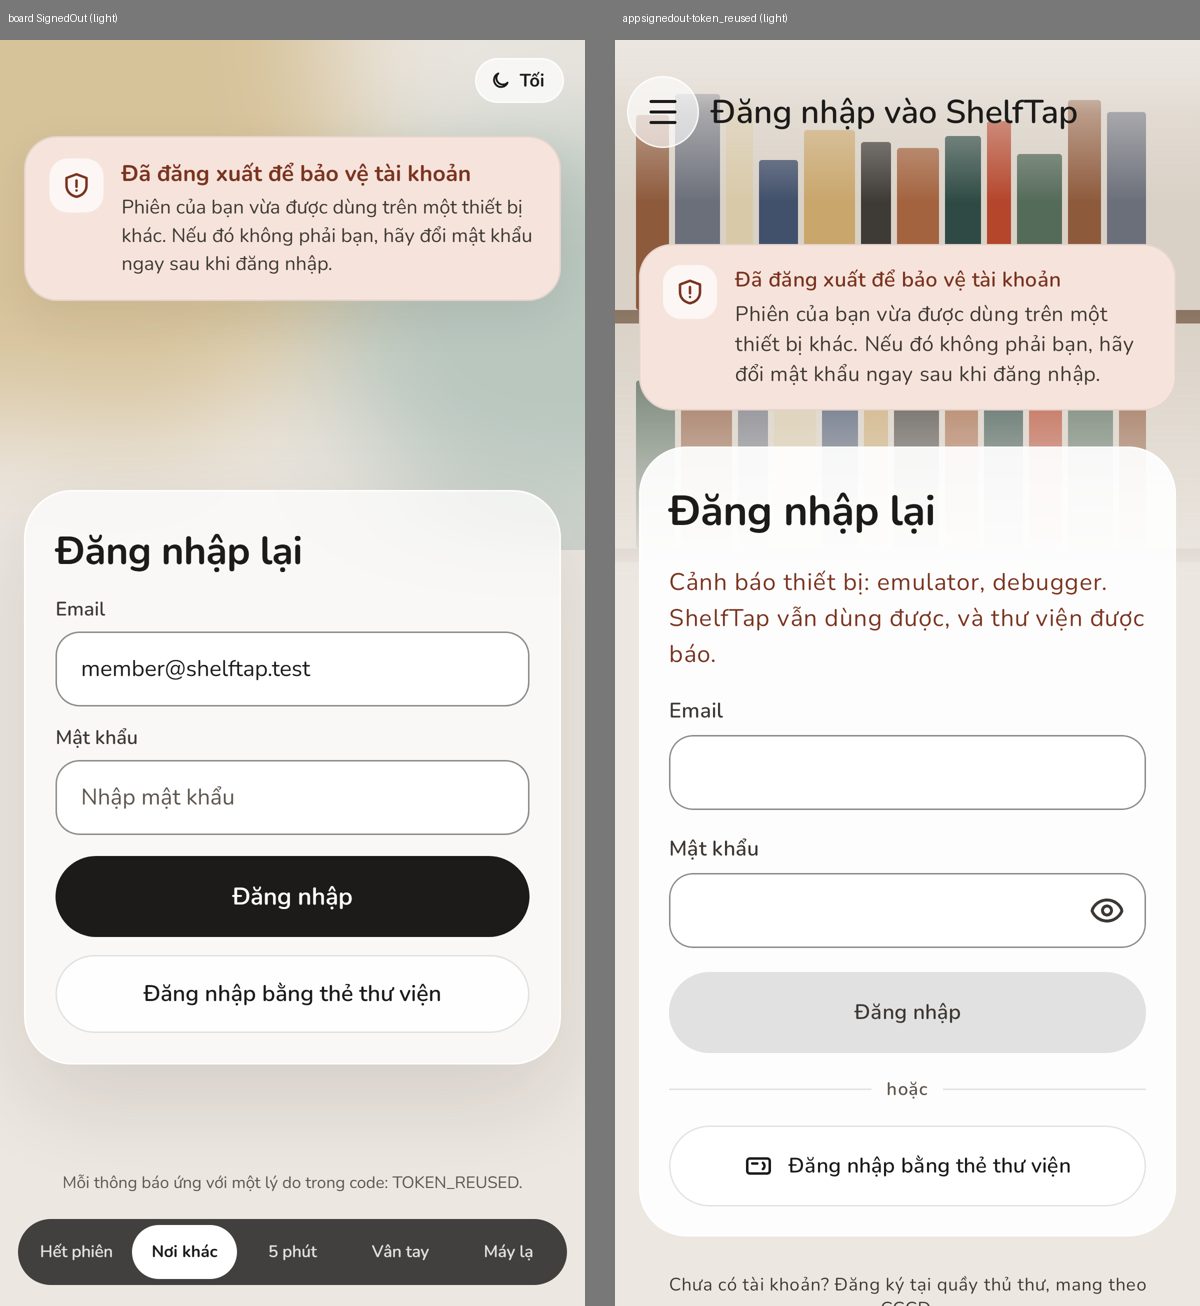 board SignedOut (light)
Tối
Đã đăng xuất để bảo vệ tài khoản
Phiên của bạn vừa được dùng trên một thiết bị
khác. Nếu đó không phải bạn, hãy đổi mật khẩu
ngay sau khi đăng nhập.
Đăng nhập lại
Email
member@shelftap.test
Mật khẩu
Nhập mật khẩu
Đăng nhập
Đăng nhập bằng thẻ thư viện
Mỗi thông báo ứng với một lý do trong code: TOKEN_REUSED.
Hết phiên
Nơi khác
5 phút
Vân tay
Máy lạ
app signedout-token_reused (light)
Đăng nhập vào ShelfTap
Đã đăng xuất để bảo vệ tài khoản
Phiên của bạn vừa được dùng trên một
thiết bị khác. Nếu đó không phải bạn, hãy
đổi mật khẩu ngay sau khi đăng nhập.
Đăng nhập lại
Cảnh báo thiết bị: emulator, debugger.
ShelfTap vẫn dùng được, và thư viện được
báo.
Email
Mật khẩu
Đăng nhập
hoặc
Đăng nhập bằng thẻ thư viện
Chưa có tài khoản? Đăng ký tại quầy thủ thư, mang theo